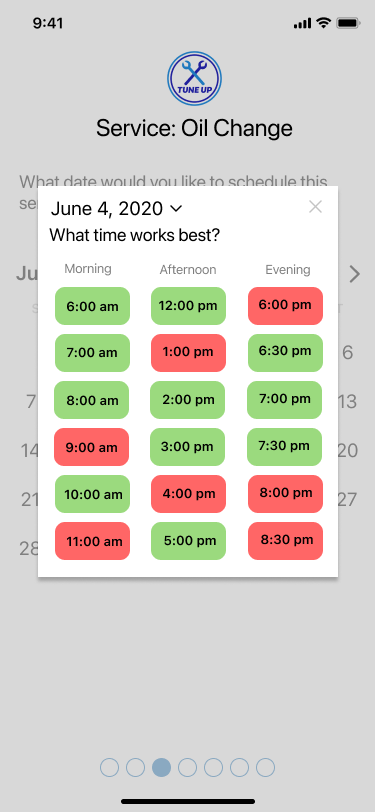 9:41
TUNE UP
Service: Oil Change
What date would you like to schedule this
June 4, 2020
What time works best?
Morning Afternoon Evening
6:00 am 12:00 pm 6:00 pm
7:00 am 1:00 pm 6:30 pm
8:00 am 2:00 pm 7:00 pm
9:00 am 3:00 pm 7:30 pm
10:00 am 4:00 pm 8:00 pm
11:00 am 5:00 pm 8:30 pm
6
7 13
14 20
21 27
28